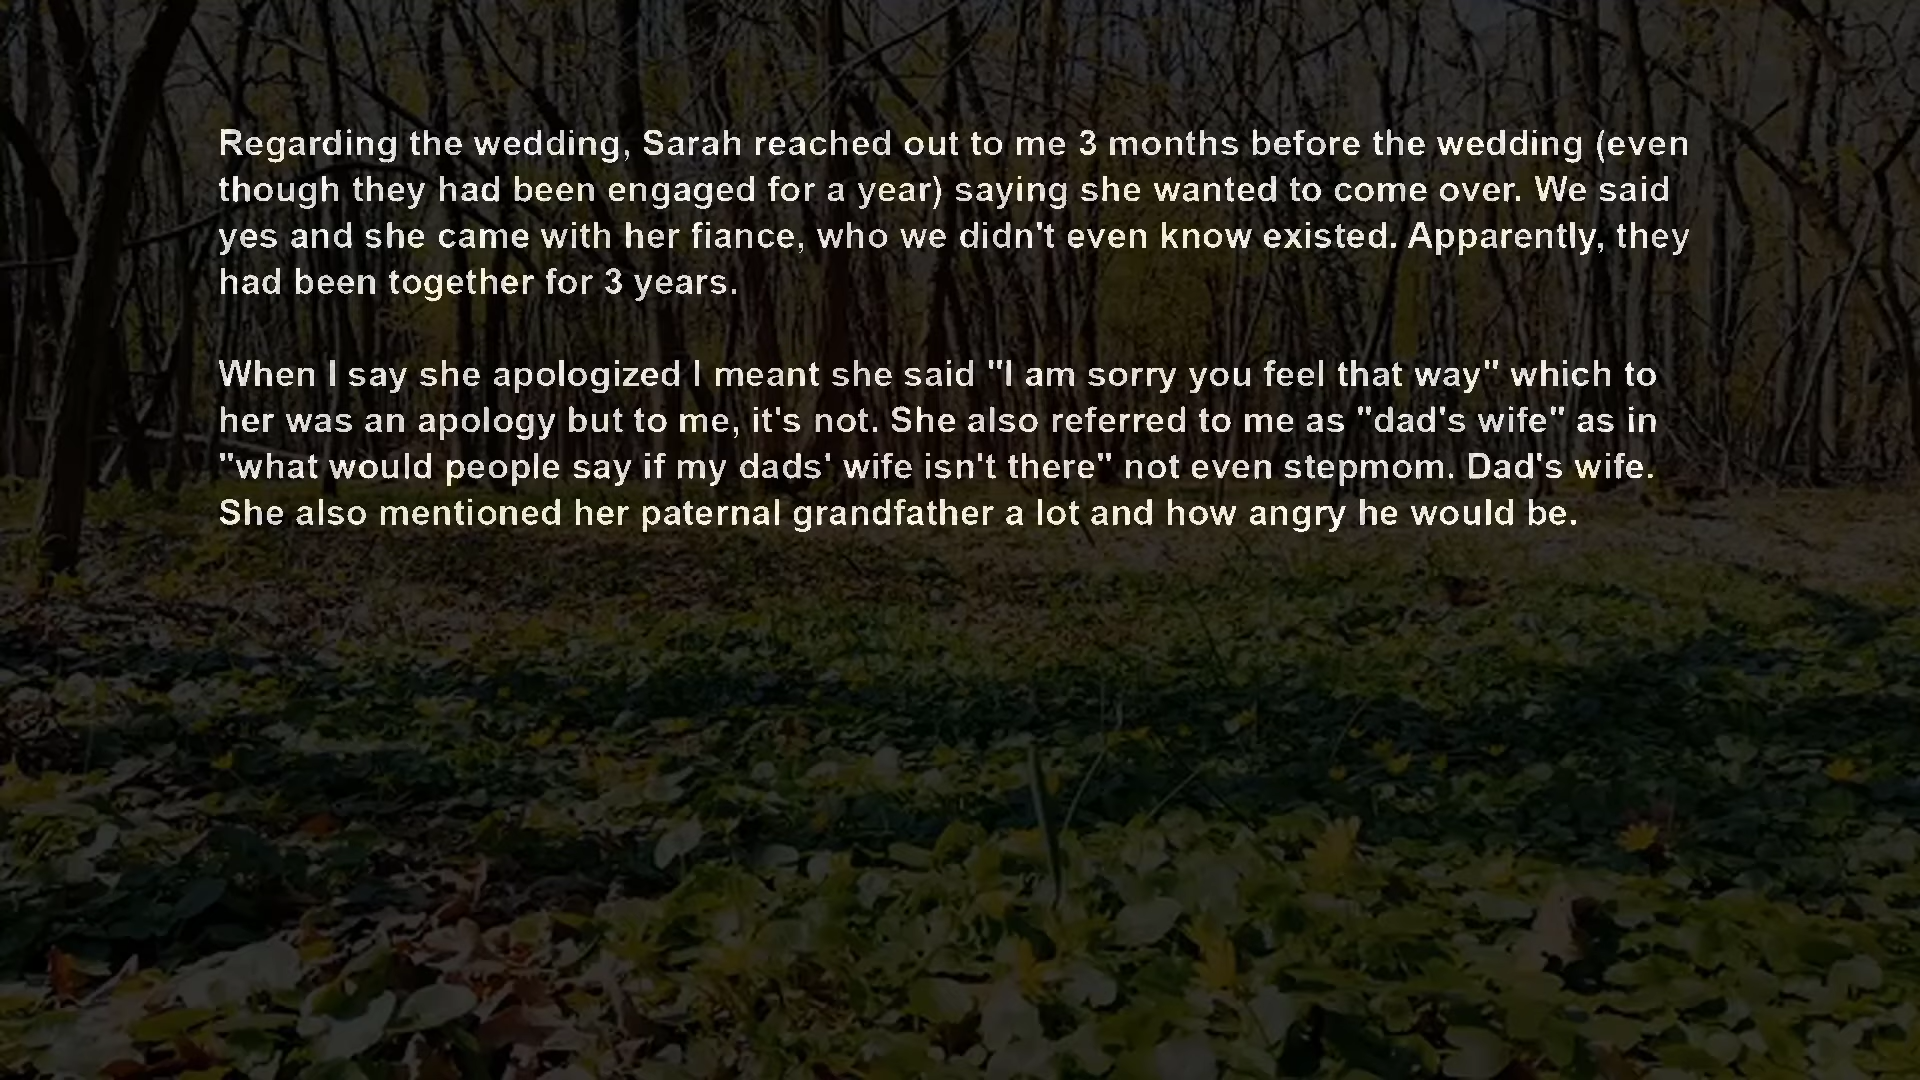 Regarding the wedding, Sarah reached out to me 3 months before the wedding (even
though they had been engaged for a year) saying she wanted to come over. We said
yes and she came with her fiance, who we didn't even know existed. Apparently, they
had been together for 3 years.

When I say she apologized I meant she said "I am sorry you feel that way" which to
her was an apology but to me, it's not. She also referred to me as "dad's wife" as in
"what would people say if my dads' wife isn't there" not even stepmom. Dad's wife.
She also mentioned her paternal grandfather a lot and how angry he would be.